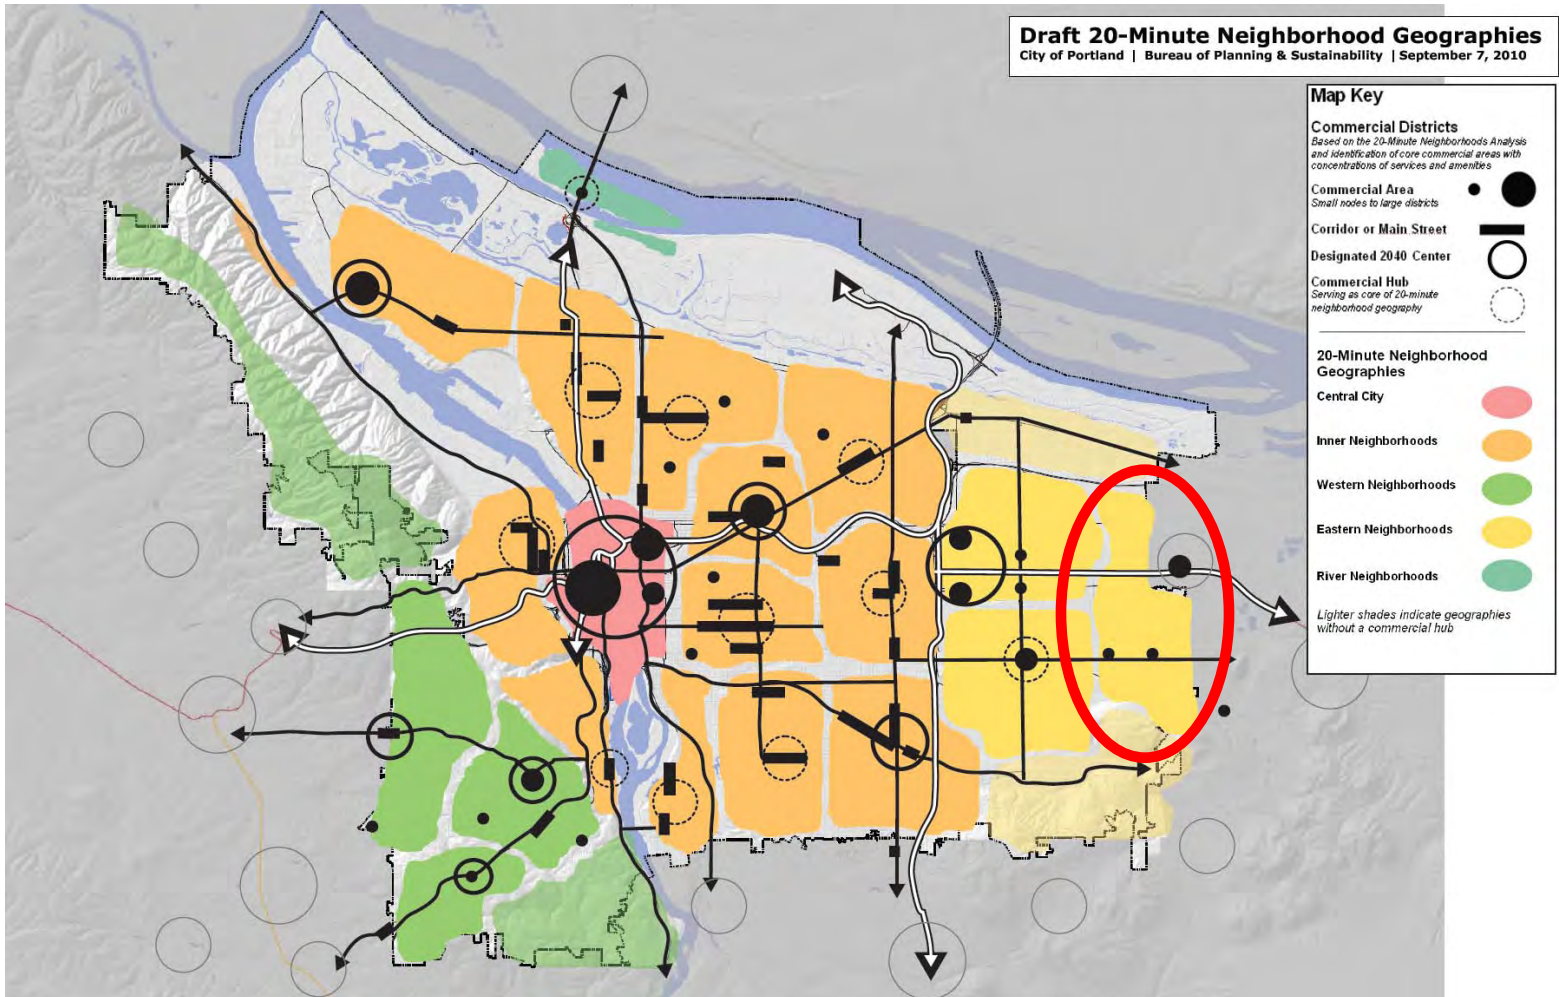 Draft 20-Minute Neighborhood Geographies
City of Portland | Bureau of Planning & Sustainability | September 7, 2010
Map Key
Commercial Districts
Based on the 20-Minute Neighborhoods Analysis
and identification of core commercial areas with
concentrations of services and amenities
Commercial Area
Small nodes to large districts
Corridor or Main Street
Designated 2040 Center
Commercial Hub
Serving as core of 20-minute
neighborhood geography
20-Minute Neighborhood
Geographies
Central City
Inner Neighborhoods
Western Neighborhoods
Eastern Neighborhoods
River Neighborhoods
Lighter shades indicate geographies
without a commercial hub